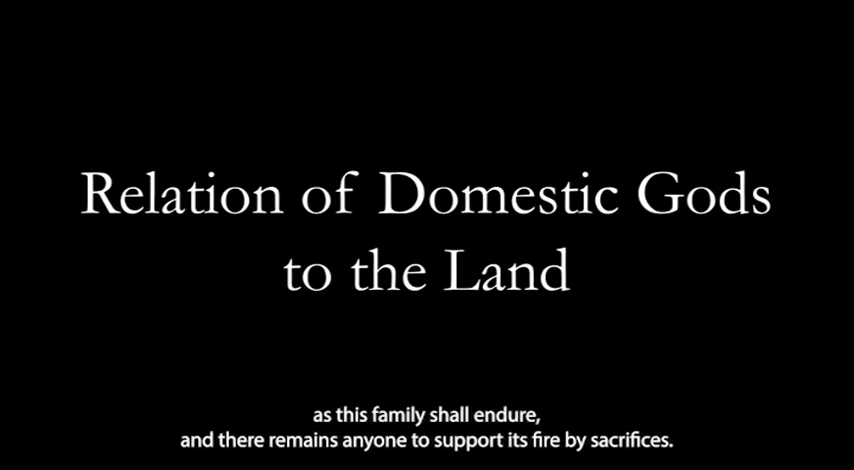 Relation of Domestic Gods
to the Land
as this family shall endure,
and there remains anyone to support its fire by sacrifices.